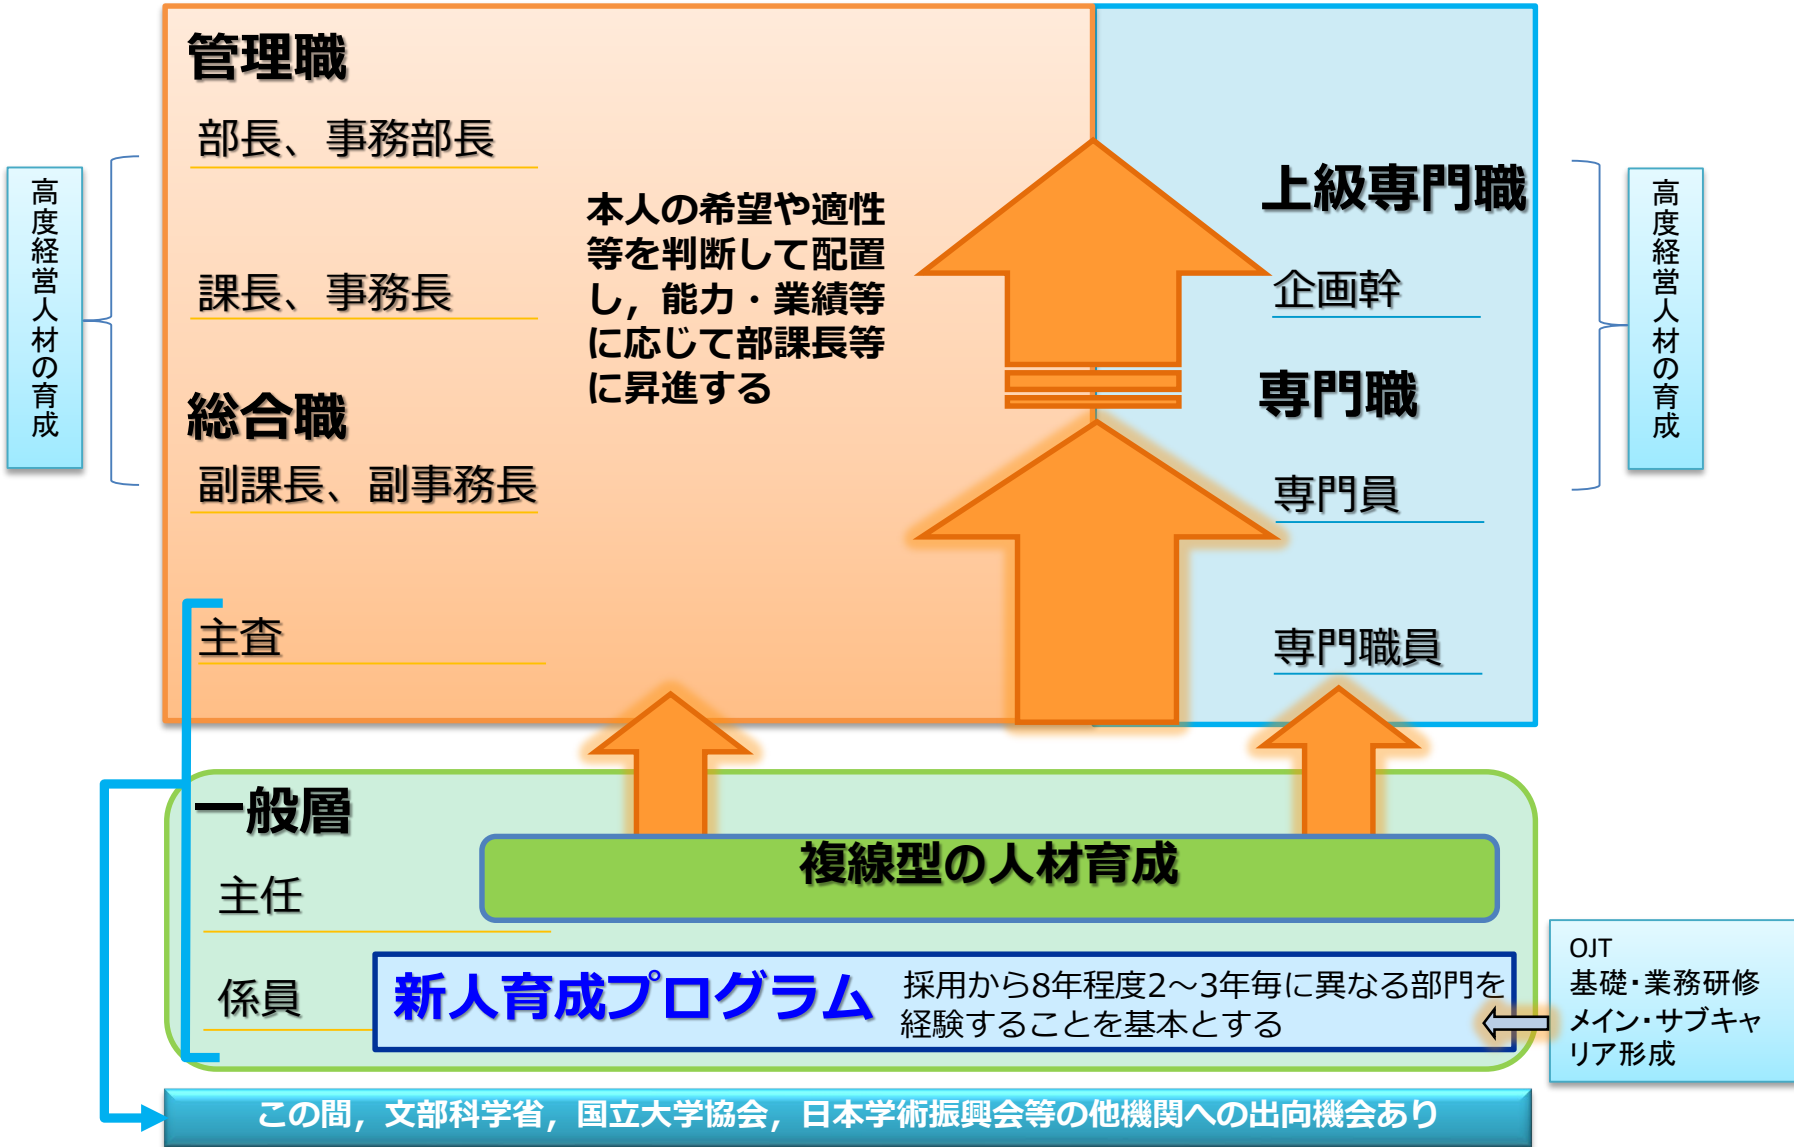 管理職
部長、事務部長
課長、事務長
総合職
副課長、副事務長
主査
高度経営人材の育成
本人の希望や適性
等を判断して配置
し，能力・業績等
に応じて部課長等
に昇進する
上級専門職
企画幹
専門職
専門員
専門職員
高度経営人材の育成
一般層
複線型の人材育成
主任
係員
新人育成プログラム
採用から8年程度2～3年毎に異なる部門を
経験することを基本とする
OJT
基礎・業務研修
メイン・サブキャ
リア形成
この間，文部科学省，国立大学協会，日本学術振興会等の他機関への出向機会あり